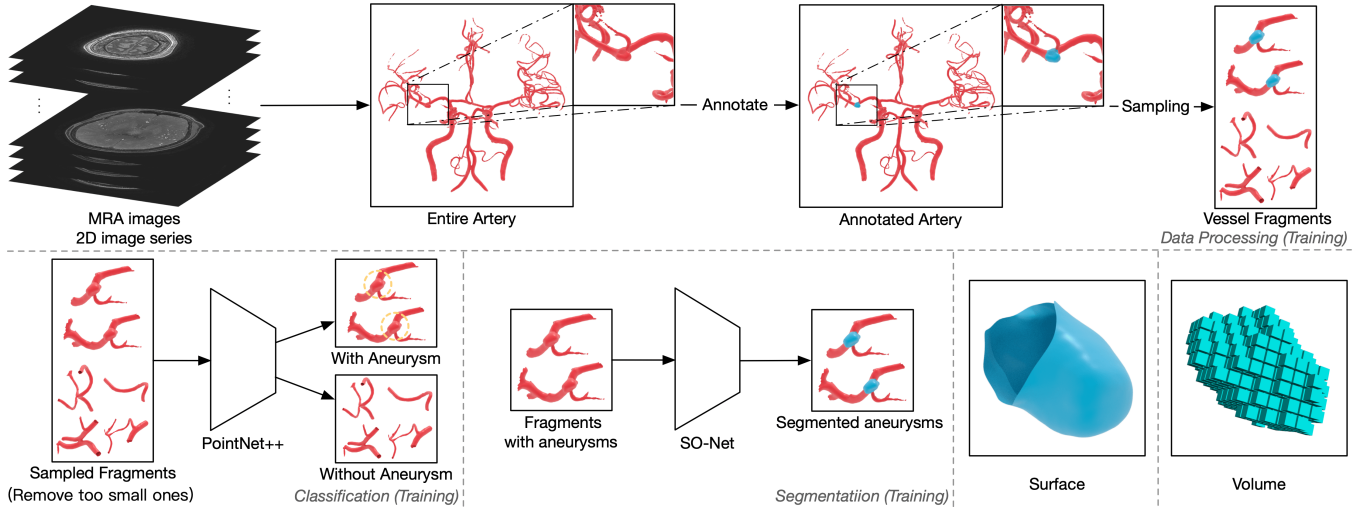 MRA images
2D image series
Entire Artery
Annotate
Annotated Artery
Sampling
Vessel Fragments
Data Processing (Training)
Sampled Fragments
(Remove too small ones)
PointNet++
With Aneurysm
Without Aneurysm
Classification (Training)
Fragments
with aneurysms
SO-Net
Segmented aneurysms
Segmentatiion (Training)
Surface
Volume